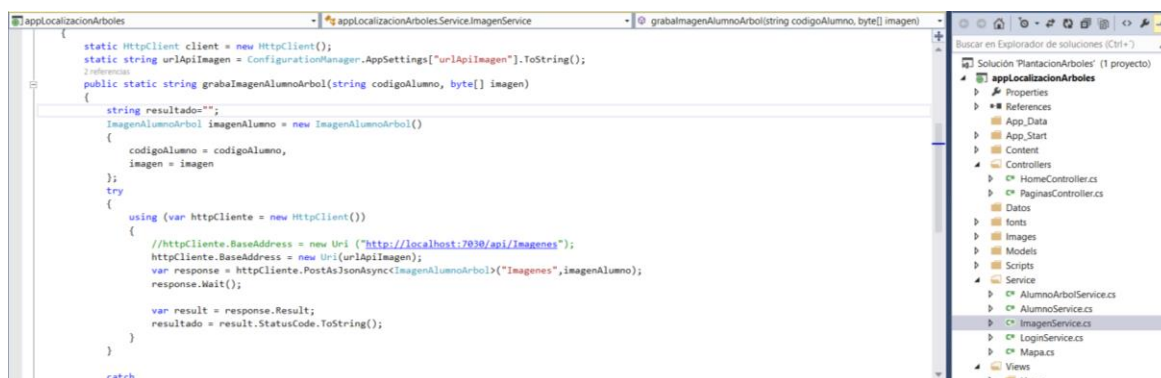 appLocalizacionArboles
appLocalizacionArboles.Service.ImagenService
grabaImagenAlumnoArbol(string codigoAlumno, byte[] imagen)
{
static HttpClient client = new HttpClient();
static string urlApiImagen = ConfigurationManager.AppSettings["urlApiImagen"].ToString();
2 referencias
public static string grabaImagenAlumnoArbol(string codigoAlumno, byte[] imagen)
{
string resultado="";
ImagenAlumnoArbol imagenAlumno = new ImagenAlumnoArbol()
{
codigoAlumno = codigoAlumno,
imagen = imagen
};
try
{
using (var httpCliente = new HttpClient())
{
//httpCliente.BaseAddress = new Uri ("http://localhost:7030/api/Imagenes");
httpCliente.BaseAddress = new Uri(urlApiImagen);
var response = httpCliente.PostAsJsonAsync<ImagenAlumnoArbol>("Imagenes",imagenAlumno);
response.Wait();
var result = response.Result;
resultado = result.StatusCode.ToString();
}
}
catch
Buscar en Explorador de soluciones (Ctrl+´)
Solución 'PlantacionArboles' (1 proyecto)
appLocalizacionArboles
Properties
References
App_Data
App_Start
Content
Controllers
C# HomeController.cs
C# PaginasController.cs
Datos
fonts
Images
Models
Scripts
Service
C# AlumnoArbolService.cs
C# AlumnoService.cs
C# ImagenService.cs
C# LoginService.cs
C# Mapa.cs
Views